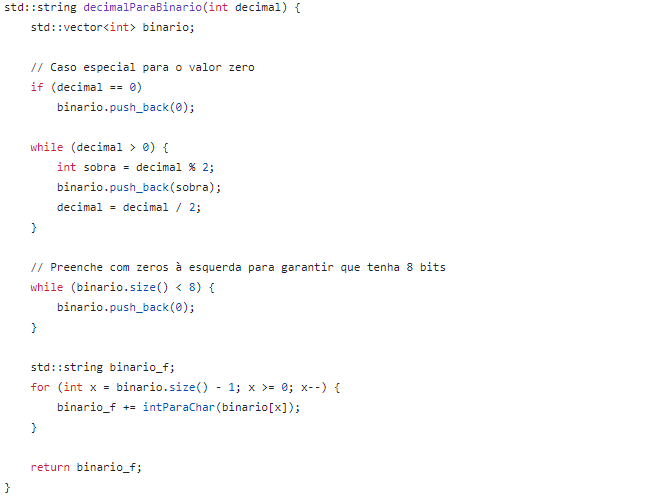 std::string decimalParaBinario(int decimal) {
    std::vector<int> binario;

    // Caso especial para o valor zero
    if (decimal == 0)
        binario.push_back(0);

    while (decimal > 0) {
        int sobra = decimal % 2;
        binario.push_back(sobra);
        decimal = decimal / 2;
    }

    // Preenche com zeros à esquerda para garantir que tenha 8 bits
    while (binario.size() < 8) {
        binario.push_back(0);
    }

    std::string binario_f;
    for (int x = binario.size() - 1; x >= 0; x--) {
        binario_f += intParaChar(binario[x]);
    }

    return binario_f;
}